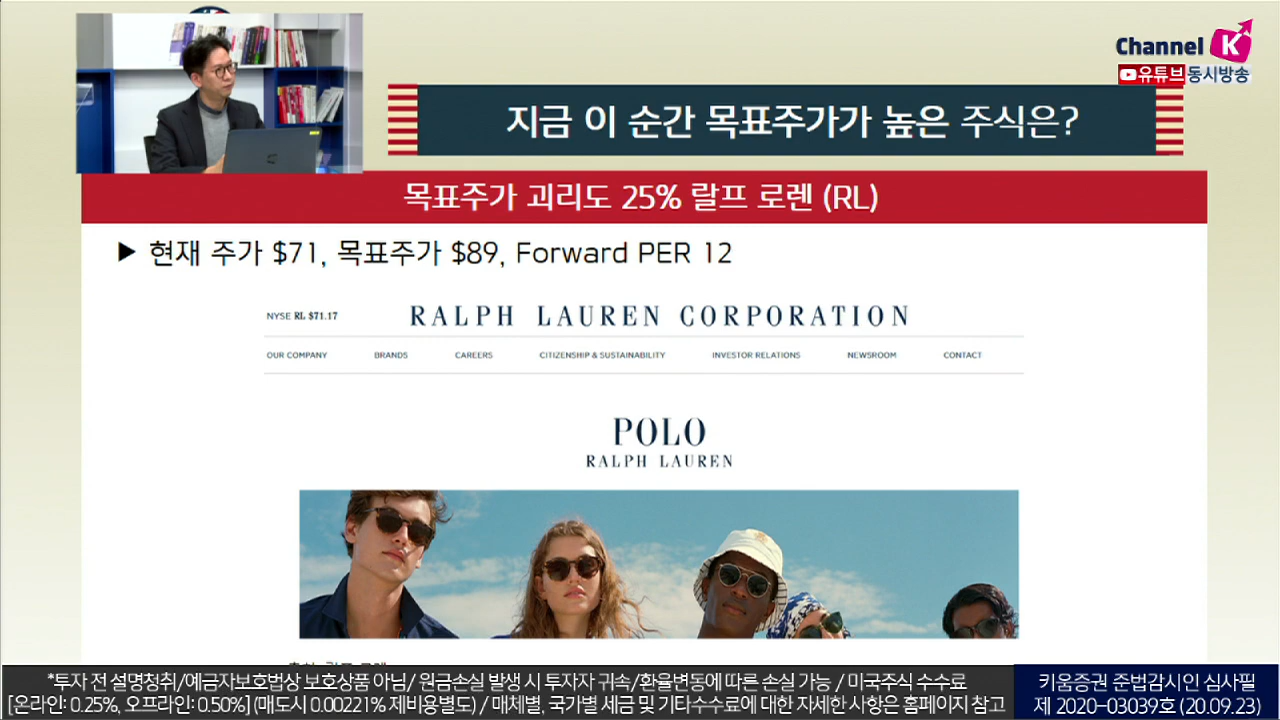 Channel K
유튜브동시방송
지금 이 순간 목표주가가 높은 주식은?
목표주가 괴리도 25% 랄프 로렌 (RL)
▶ 현재 주가 $71, 목표주가 $89, Forward PER 12
NYSE RL $71.17
RALPH LAUREN CORPORATION
OUR COMPANY BRANDS CAREERS CITIZENSHIP & SUSTAINABILITY INVESTOR RELATIONS NEWSROOM CONTACT
POLO
RALPH LAUREN
*투자 전 설명청취/예금자보호법상 보호상품 아님/ 원금손실 발생 시 투자자 귀속/환율변동에 따른 손실 가능 / 미국주식 수수료
[온라인: 0.25%, 오프라인: 0.50%] (매도시 0.00221% 제비용별도) / 매체별, 국가별 세금 및 기타수수료에 대한 자세한 사항은 홈페이지 참고
키움증권 준법감시인 심사필
제 2020-03039호 (20.09.23)